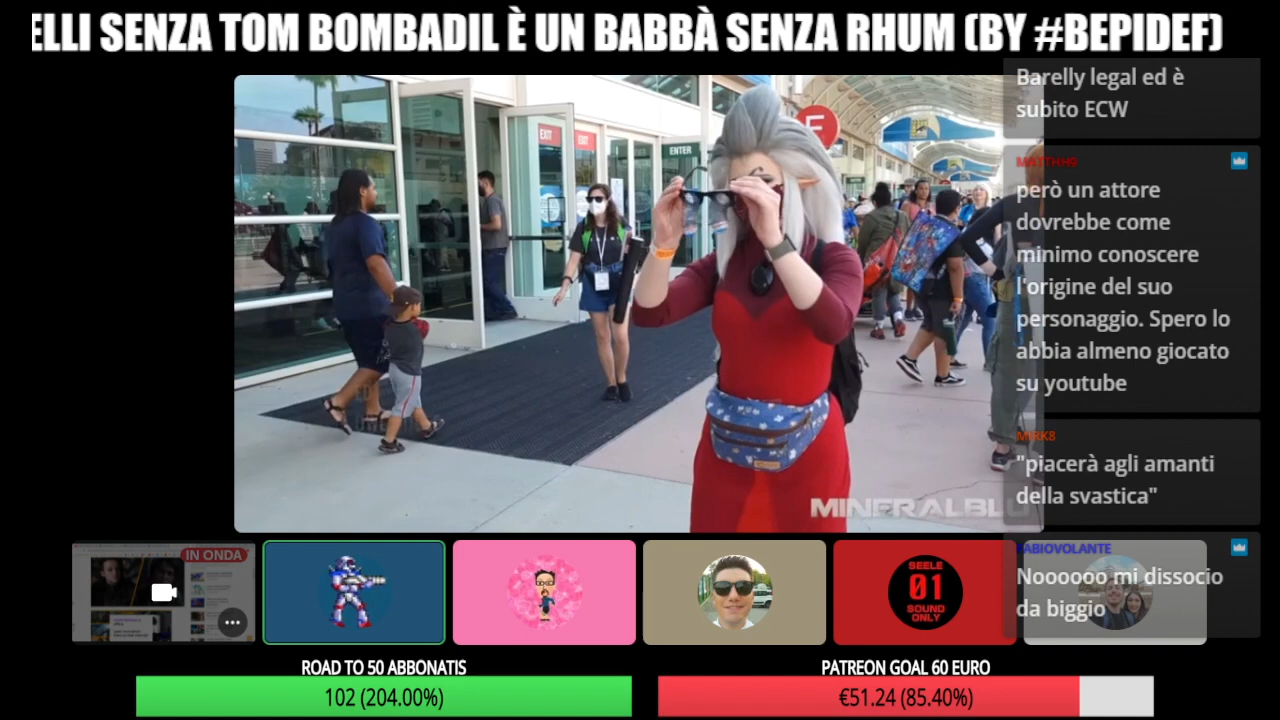 ELLI SENZA TOM BOMBADIL È UN BABBÀ SENZA RHUM (BY #BEPIDEF)
EXIT
EXIT
ENTER
F
MINERALBLU
Barelly legal ed è
subito ECW
MATTHH9
però un attore
dovrebbe come
minimo conoscere
l'origine del suo
personaggio. Spero lo
abbia almeno giocato
su youtube
MIRK8
"piacerà agli amanti
della svastica"
FABIOVOLANTE
Noooooo mi dissocio
da biggio
IN ONDA
SEELE
01
SOUND
ONLY
ROAD TO 50 ABBONATIS
102 (204.00%)
PATREON GOAL 60 EURO
€51.24 (85.40%)